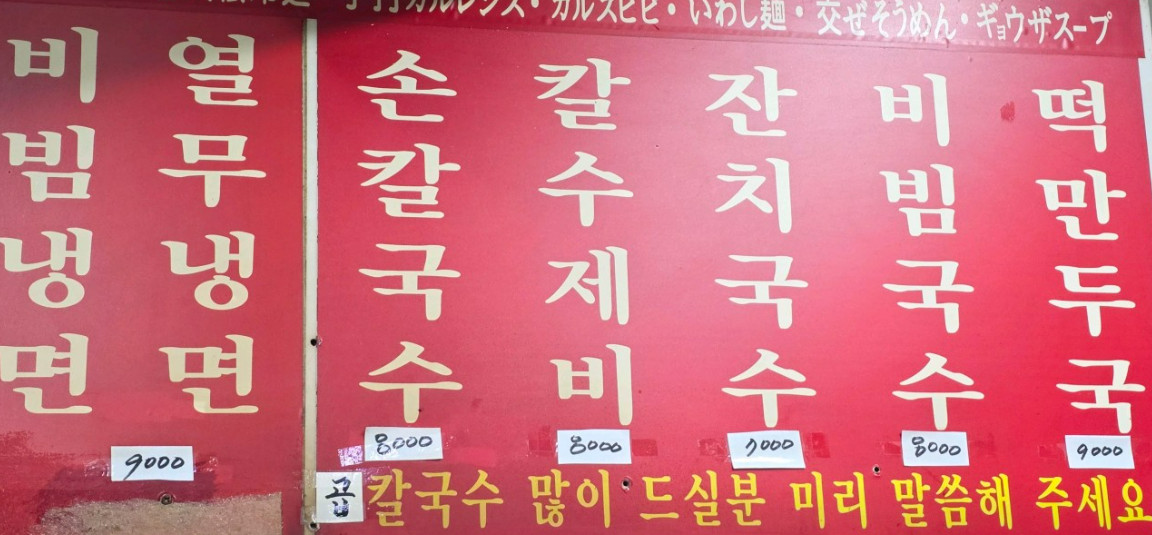 カルスビビ・いわし麺・交ぜそうめん・ギョウザスープ
비빔냉면
열무냉면
9000
손칼국수
8000
칼수제비
8000
잔치국수
7000
비빔국수
8000
떡만두국
9000
곱 칼국수 많이 드실분 미리 말씀해 주세요